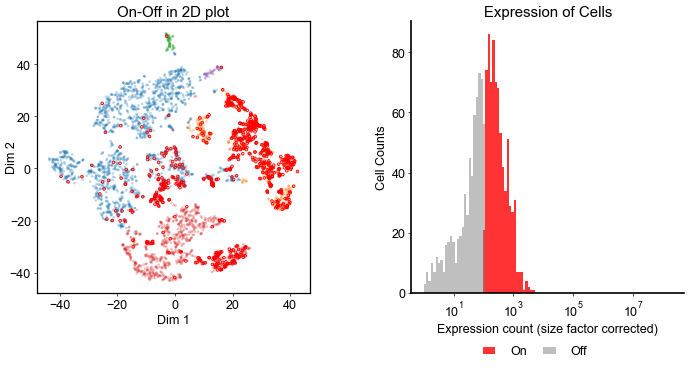 On-Off in 2D plot
Expression of Cells
Dim 2
40
20
0
−20
−40
−40 −20 0 20 40
Dim 1
Cell Counts
80
60
40
20
0
10^1 10^3 10^5 10^7
Expression count (size factor corrected)
On Off